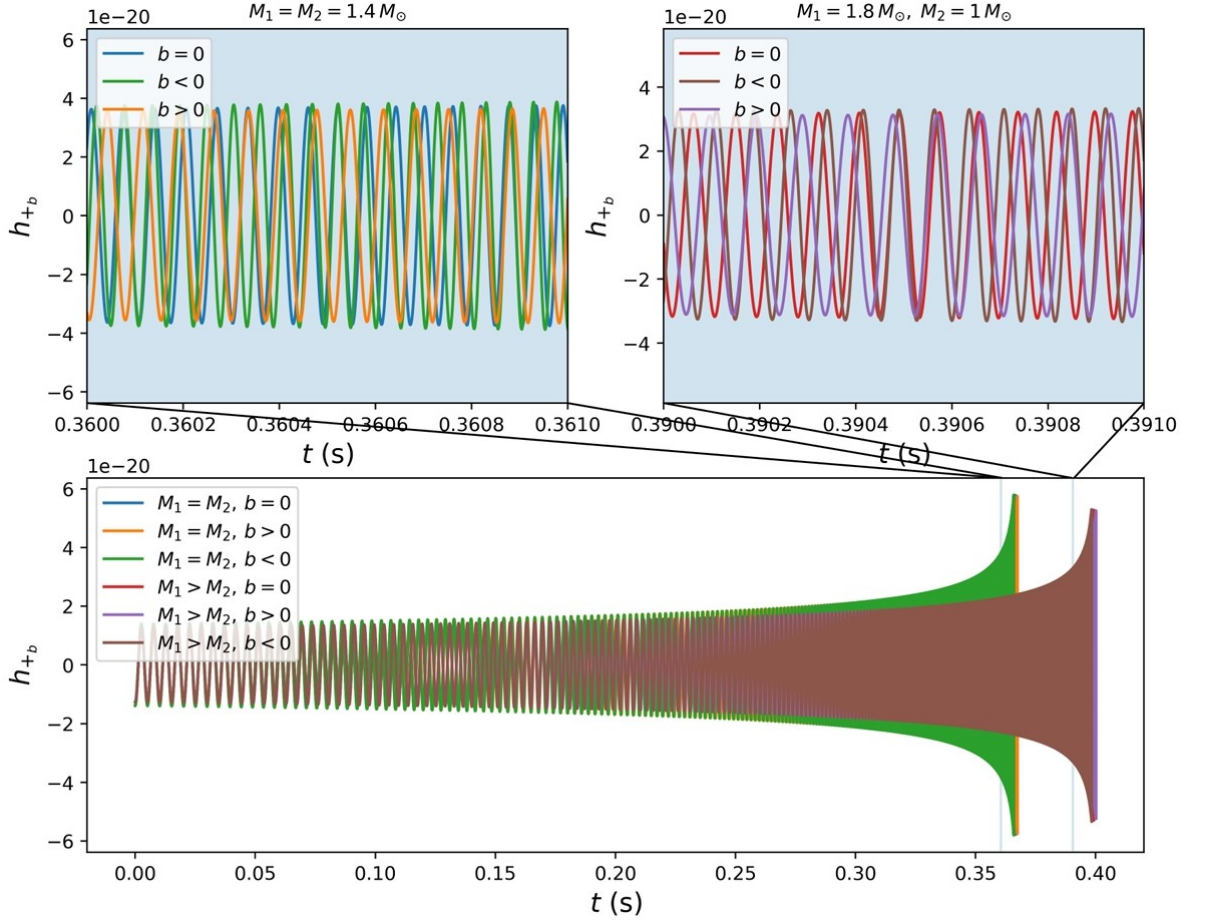 M₁ = M₂ = 1.4 M⊙
1e−20
6
4
2
0
−2
−4
−6
h₊b
b = 0
b < 0
b > 0
0.3600 0.3602 0.3604 0.3606 0.3608 0.3610
t (s)
M₁ = 1.8 M⊙, M₂ = 1 M⊙
1e−20
4
2
0
−2
−4
h₊b
b = 0
b < 0
b > 0
0.3900 0.3902 0.3904 0.3906 0.3908 0.3910
t (s)
1e−20
6
4
2
0
−2
−4
−6
h₊b
M₁ = M₂, b = 0
M₁ = M₂, b > 0
M₁ = M₂, b < 0
M₁ > M₂, b = 0
M₁ > M₂, b > 0
M₁ > M₂, b < 0
0.00 0.05 0.10 0.15 0.20 0.25 0.30 0.35 0.40
t (s)